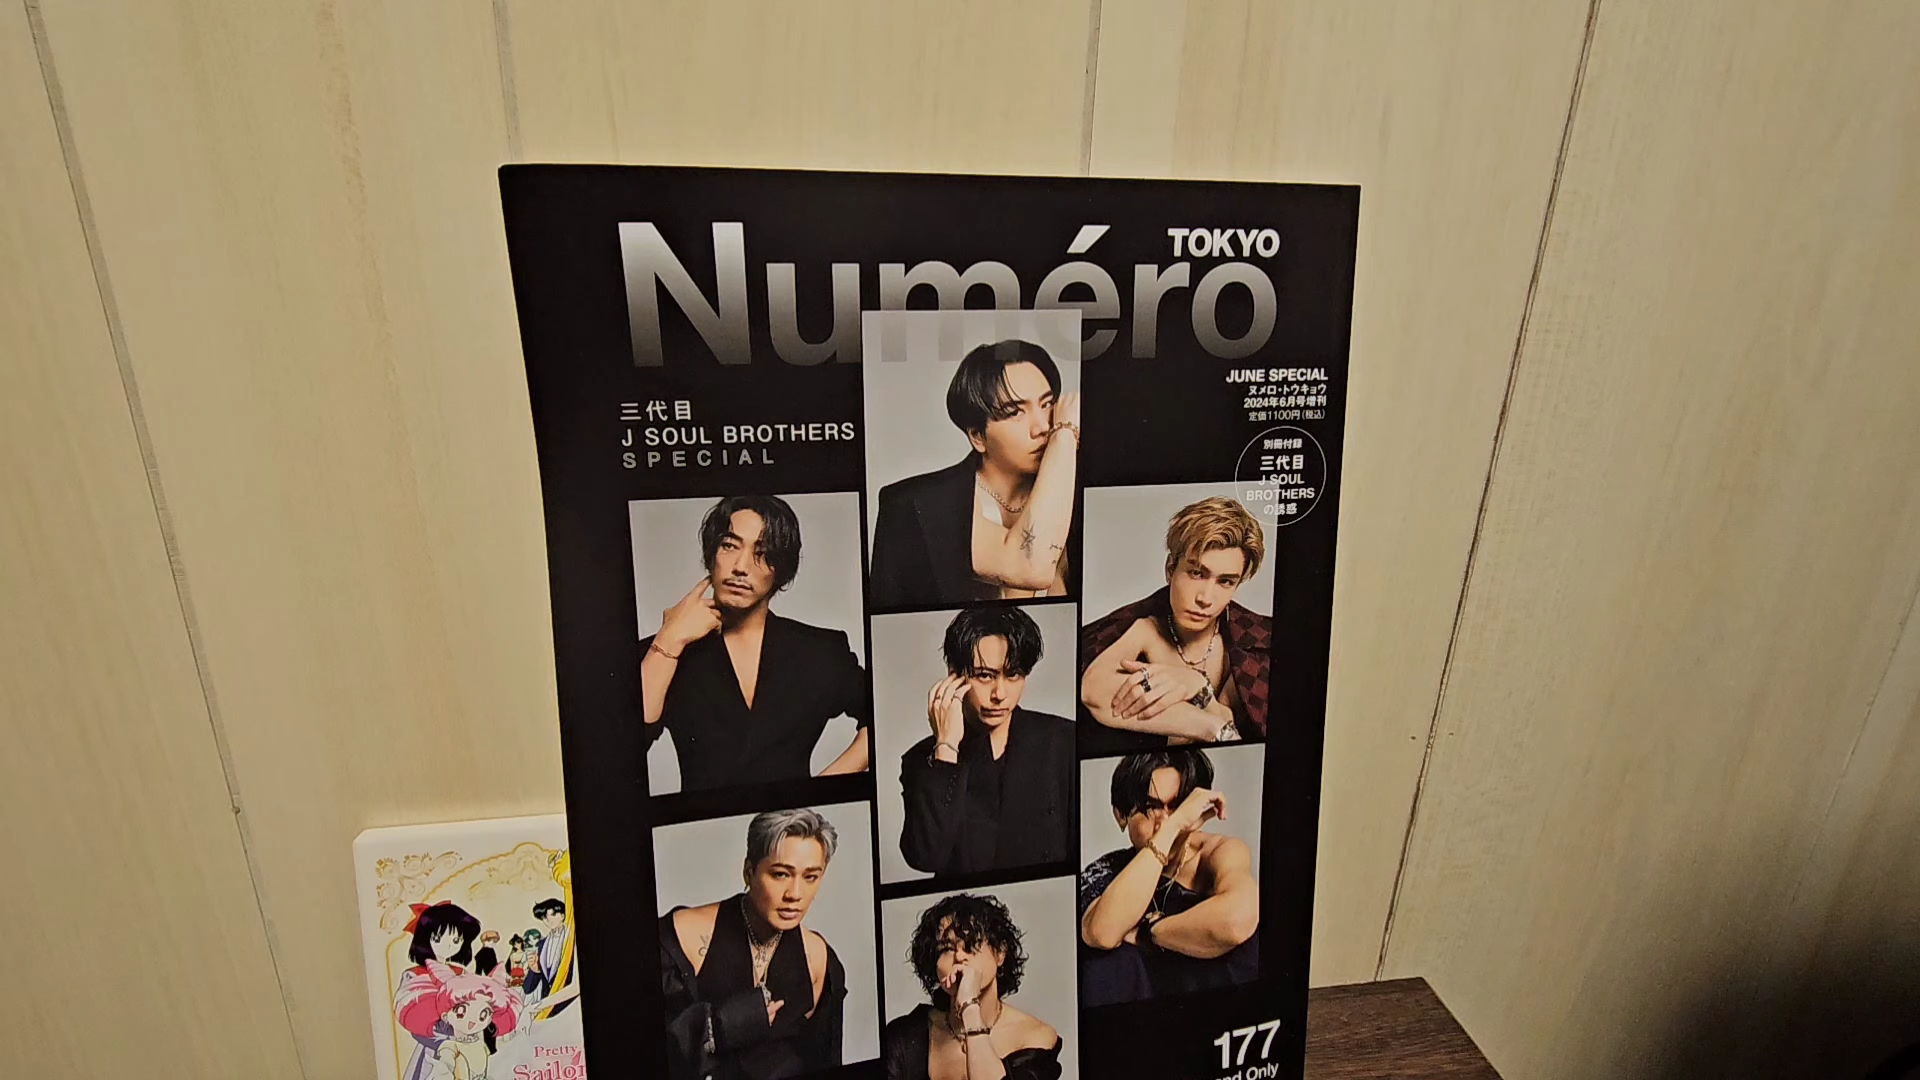 Numéro
TOKYO
JUNE SPECIAL
ヌメロ・トウキョウ
2024年6月号増刊
定価1100円(税込)
三代目
J SOUL BROTHERS
SPECIAL
別冊付録
三代目
J SOUL
BROTHERS
の誘惑
177
nd Only
Pretty
Sailor